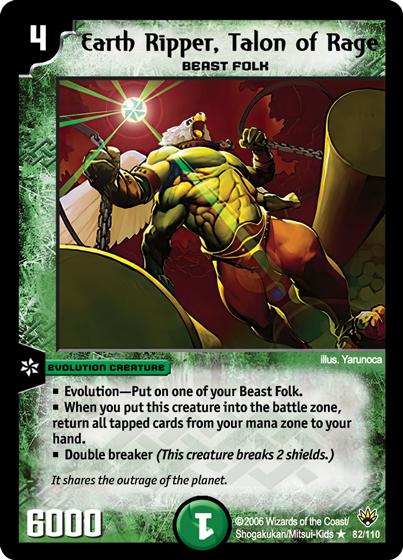 4
Earth Ripper, Talon of Rage
BEAST FOLK
illus. Yarunoca
EVOLUTION CREATURE
■ Evolution—Put on one of your Beast Folk.
■ When you put this creature into the battle zone,
return all tapped cards from your mana zone to your
hand.
■ Double breaker (This creature breaks 2 shields.)
It shares the outrage of the planet.
6000
1
©2006 Wizards of the Coast/
Shogakukan/Mitsui-Kids ★ 82/110